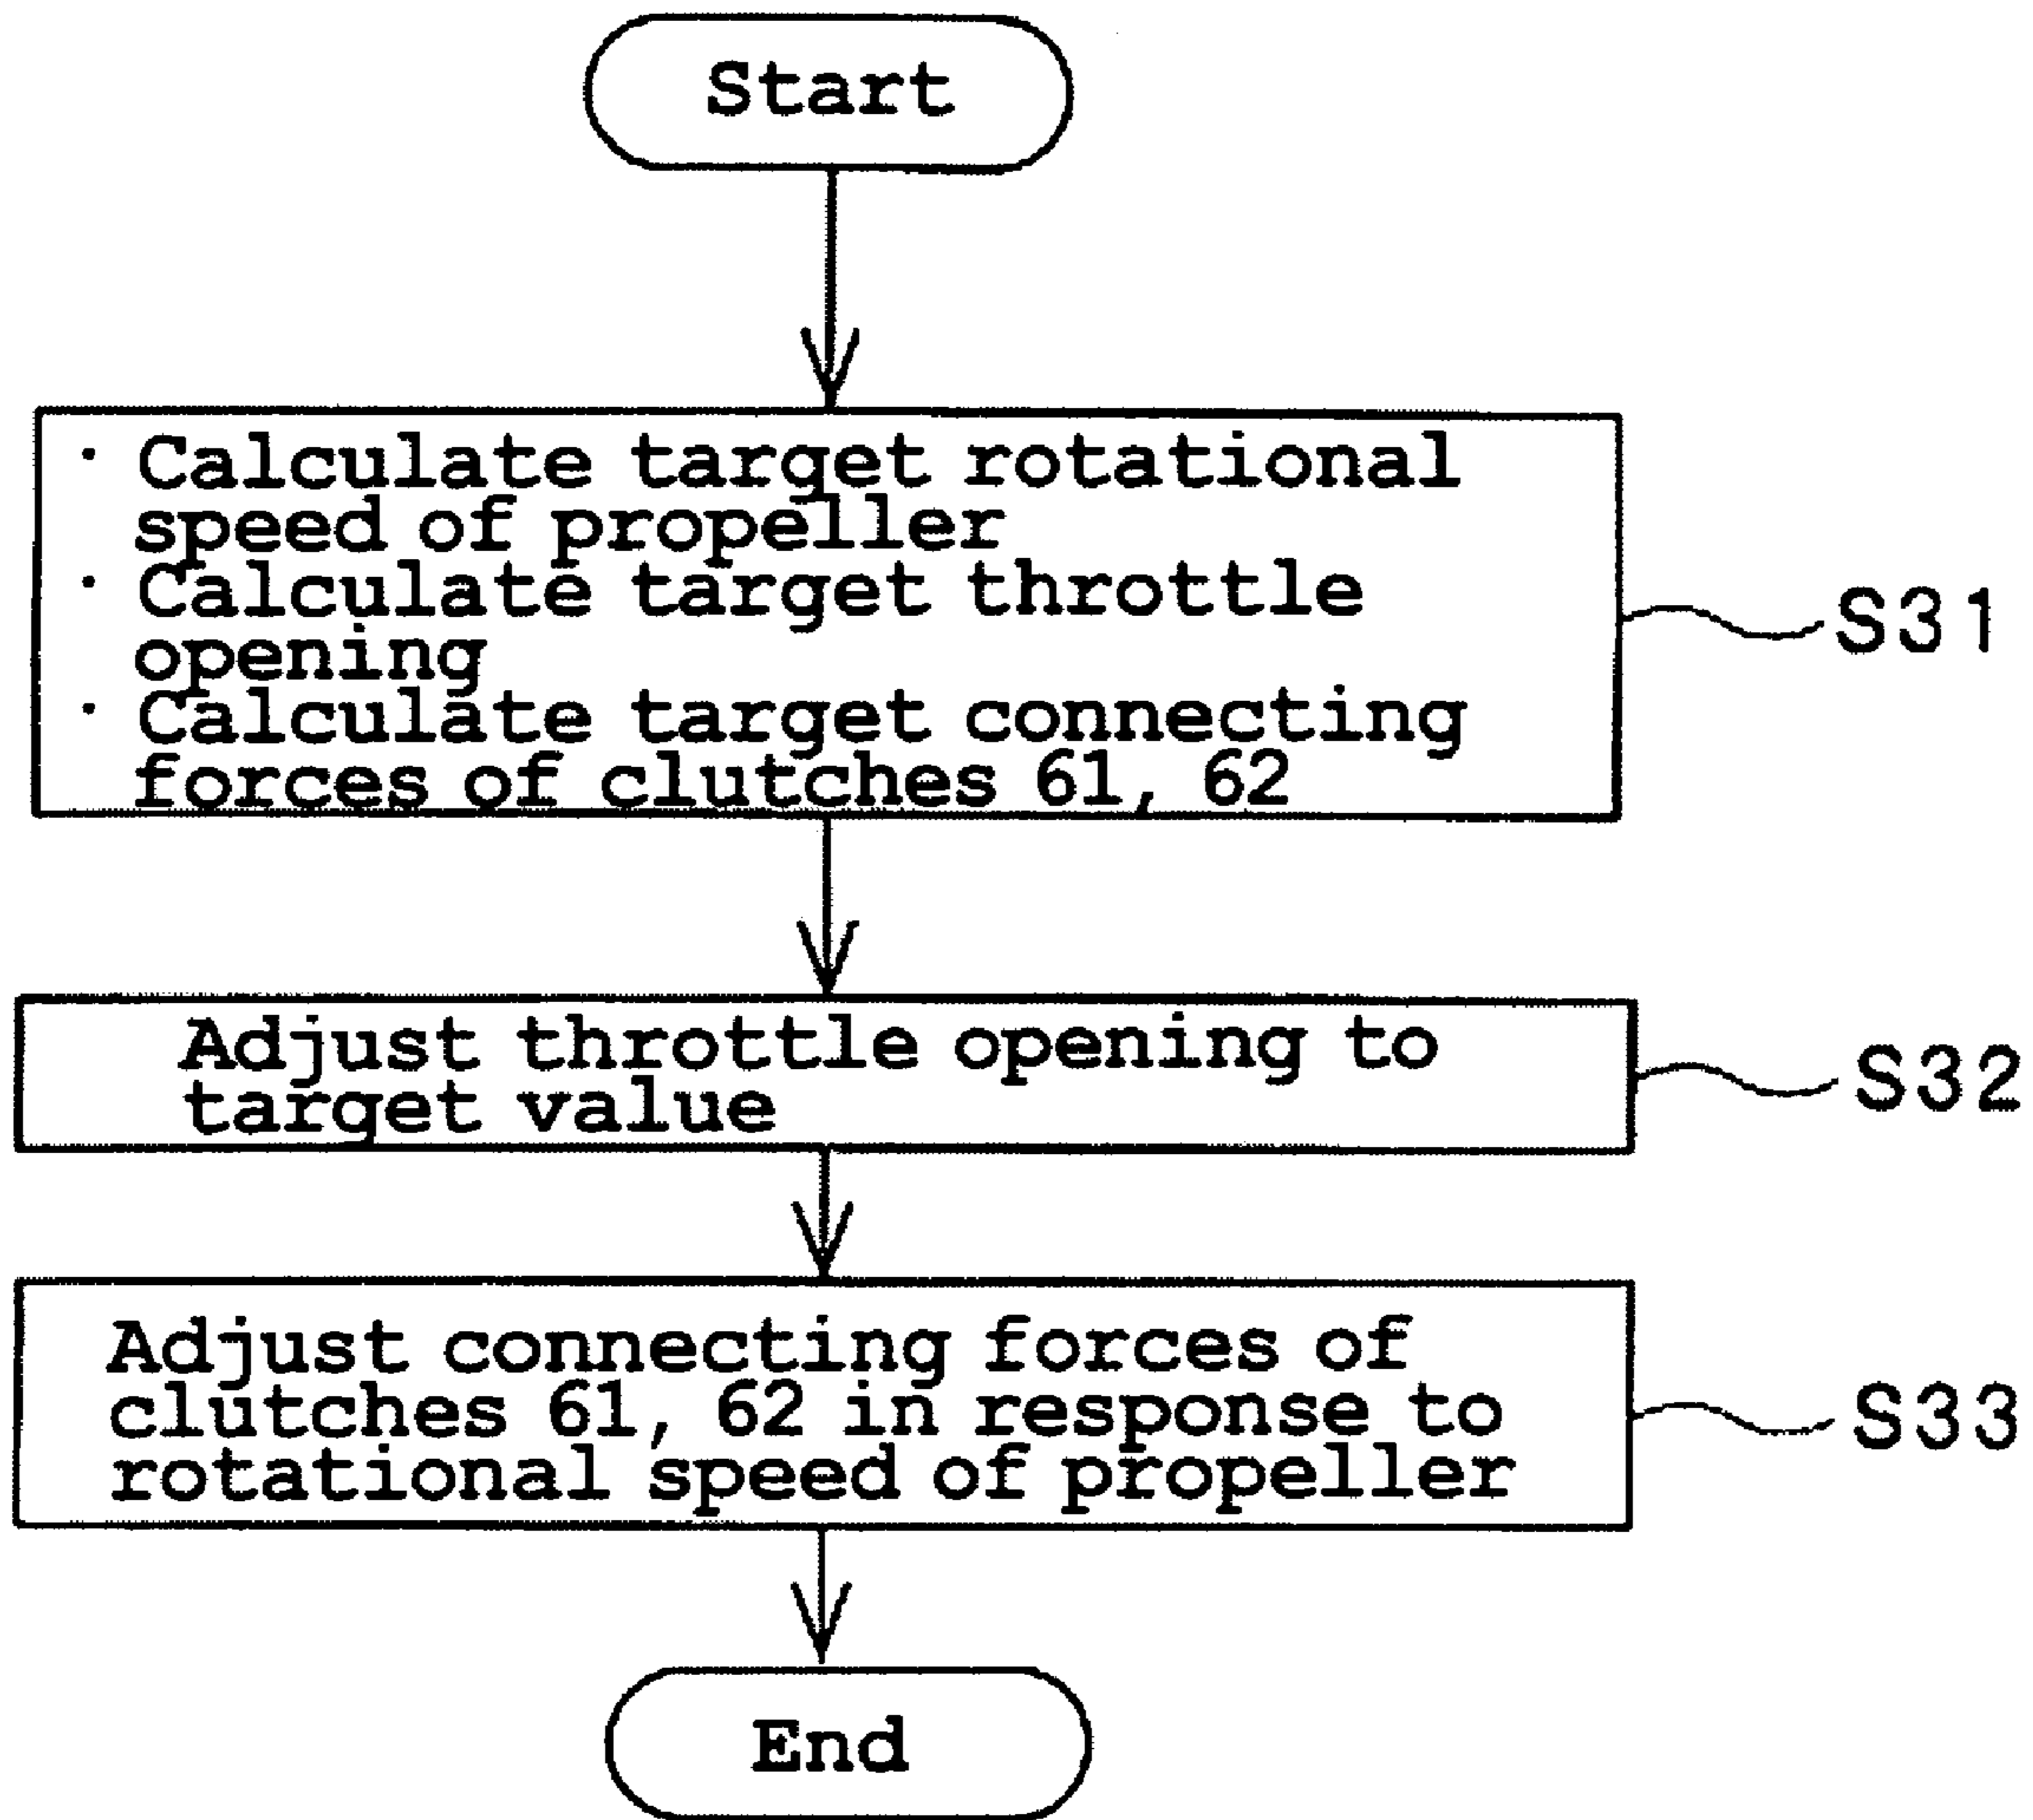 Start
· Calculate target rotational
speed of propeller
· Calculate target throttle
opening
· Calculate target connecting
forces of clutches 61, 62
S31
Adjust throttle opening to
target value
S32
Adjust connecting forces of
clutches 61, 62 in response to
rotational speed of propeller
S33
End